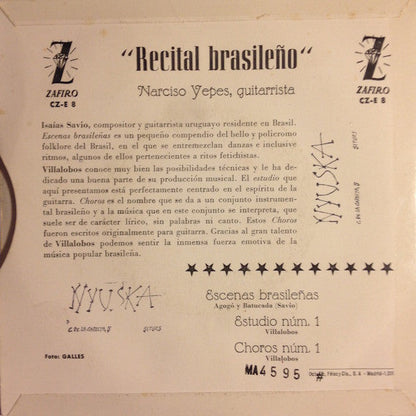 "Recital brasileño"
Narciso Yepes, guitarrista
Z
ZAFIRO
CZ-E 8
Z
ZAFIRO
CZ-E 8
Isaías Savio, compositor y guitarrista uruguayo residente en Brasil.
Escenas brasileñas es un pequeño compendio del bello y policromo
folklore del Brasil, en el que se entremezclan danzas e inclusive
ritmos, algunos de ellos pertenecientes a ritos fetichistas.
Villalobos conoce muy bien las posibilidades técnicas y le ha de-
dicado una buena parte de su producción musical. El estudio que
aquí presentamos está perfectamente centrado en el espíritu de la
guitarra. Choros es el nombre que se da a un conjunto instrumen-
tal brasileño y a la música que en este conjunto se interpreta, que
suele ser de carácter lírico, sin palabras ni canto. Estos Choros
fueron escritos originalmente para guitarra. Gracias al gran talento
de Villalobos podemos sentir la inmensa fuerza emotiva de la
música popular brasileña.
NYUSKA
NYUSKA
Escenas brasileñas
Agogó y Batucada (Savio)
Estudio núm. 1
Villalobos
Choros núm. 1
Villalobos
Foto: GALLES
MA4595 #